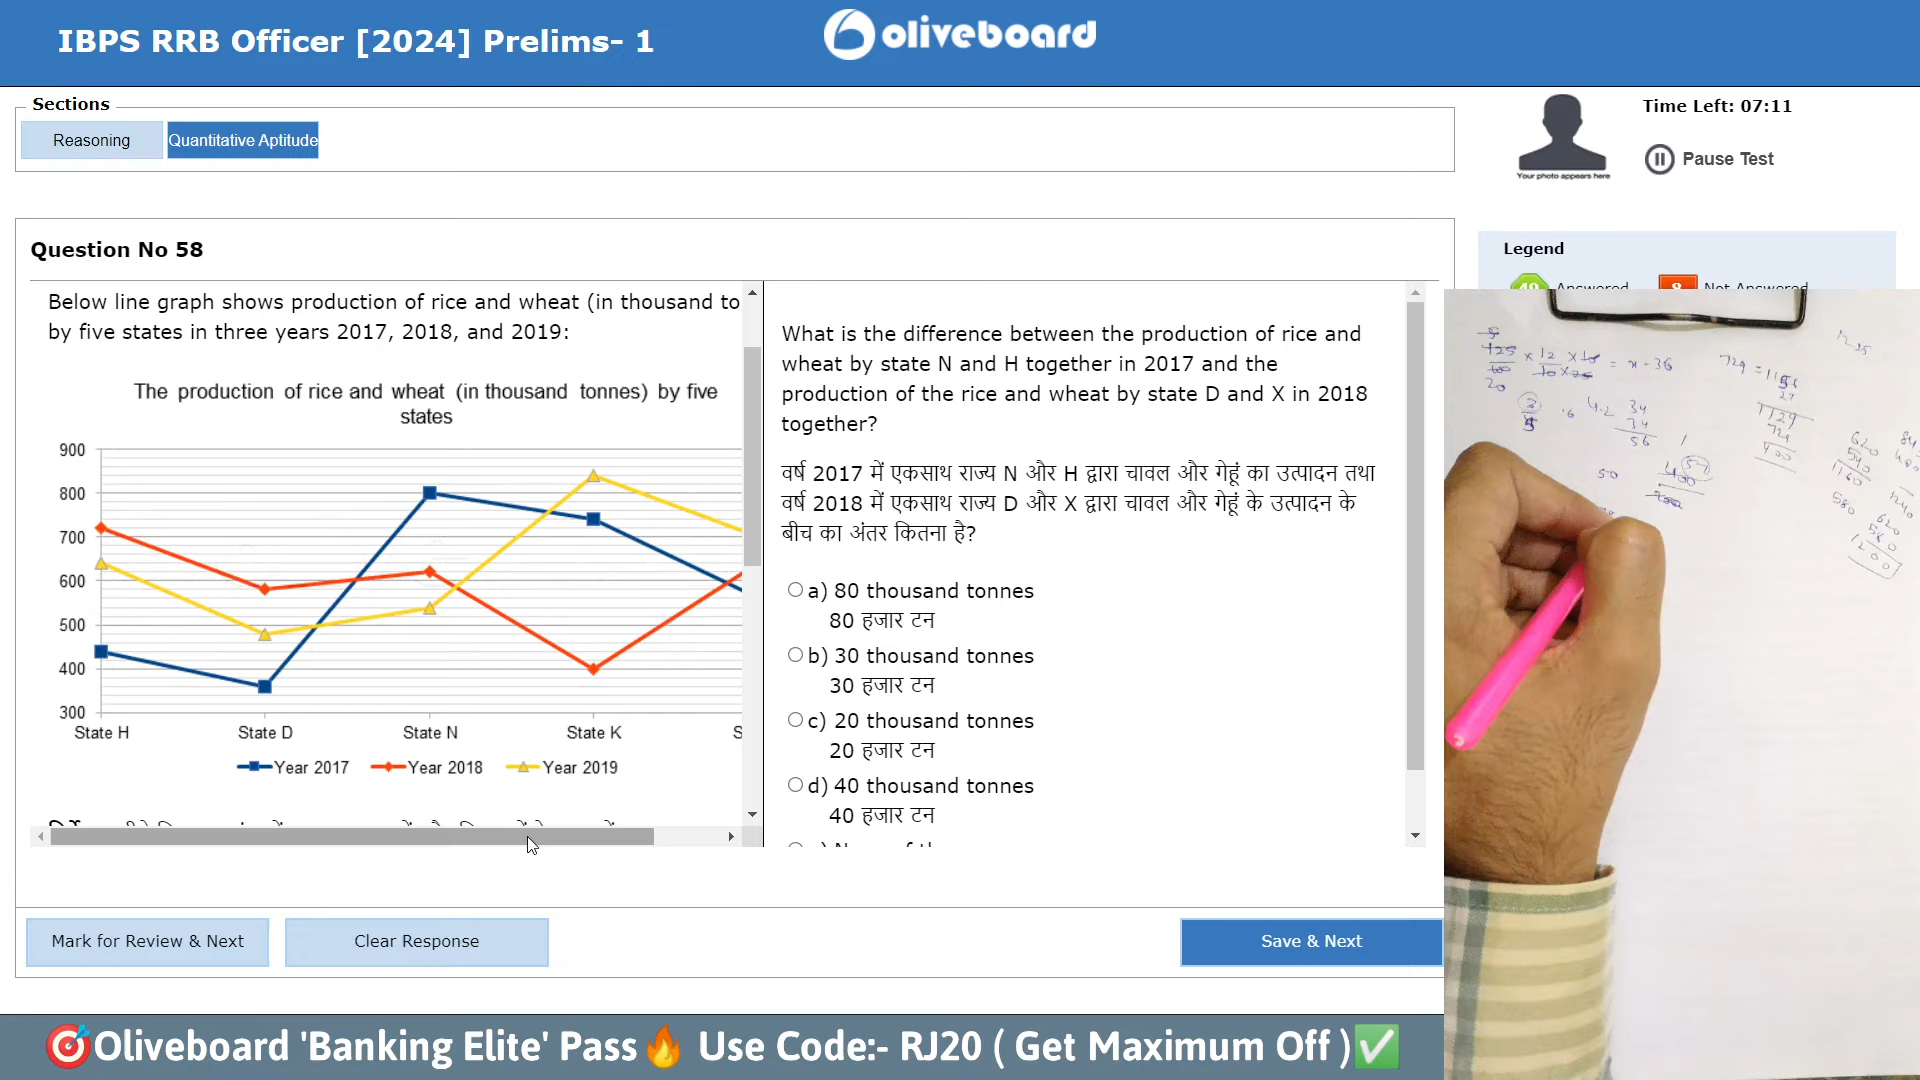 IBPS RRB Officer [2024] Prelims- 1
oliveboard
Sections
Reasoning
Quantitative Aptitude
Your photo appears here
Time Left: 07:11
Pause Test
Question No 58
Legend
Answered
Not Answered
Below line graph shows production of rice and wheat (in thousand to
by five states in three years 2017, 2018, and 2019:
The production of rice and wheat (in thousand tonnes) by five
states
900
800
700
600
500
400
300
State H
State D
State N
State K
S
Year 2017
Year 2018
Year 2019
What is the difference between the production of rice and
wheat by state N and H together in 2017 and the
production of the rice and wheat by state D and X in 2018
together?
वर्ष 2017 में एकसाथ राज्य N और H द्वारा चावल और गेहूं का उत्पादन तथा
वर्ष 2018 में एकसाथ राज्य D और X द्वारा चावल और गेहूं के उत्पादन के
बीच का अंतर कितना है?
a) 80 thousand tonnes
80 हजार टन
b) 30 thousand tonnes
30 हजार टन
c) 20 thousand tonnes
20 हजार टन
d) 40 thousand tonnes
40 हजार टन
Mark for Review & Next
Clear Response
Save & Next
Oliveboard 'Banking Elite' Pass Use Code:- RJ20 ( Get Maximum Off )